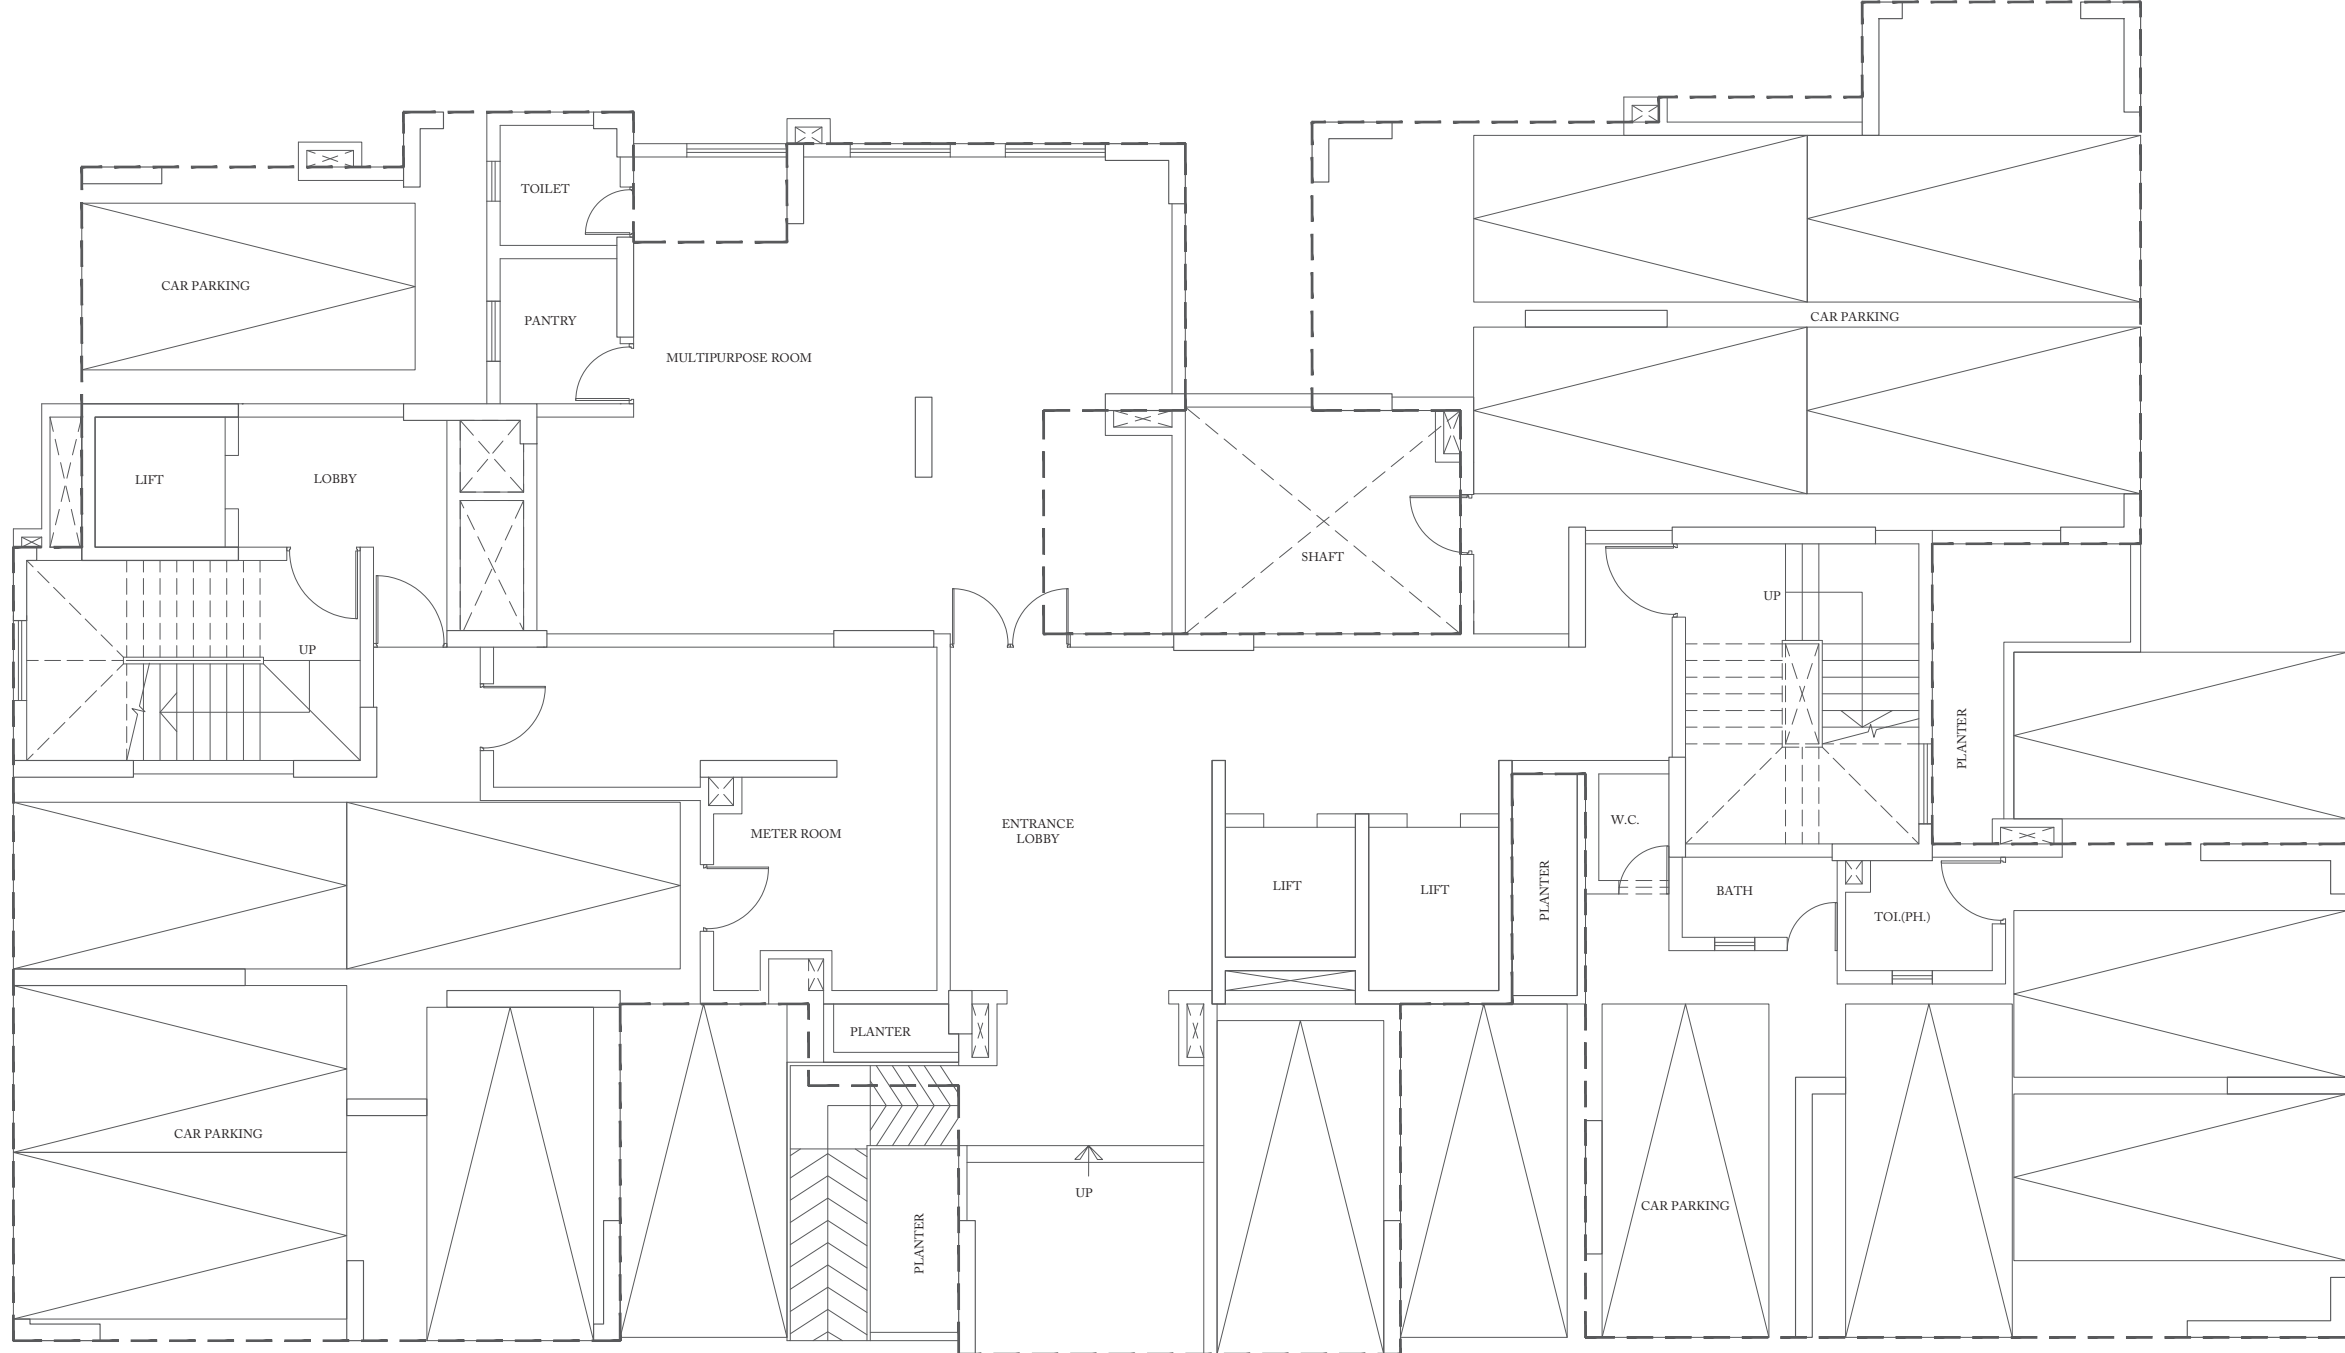 TOILET
CAR PARKING
PANTRY
CAR PARKING
MULTIPURPOSE ROOM
LIFT
LOBBY
SHAFT
UP
UP
PLANTER
W.C.
ENTRANCE
LOBBY
METER ROOM
LIFT
LIFT
PLANTER
BATH
TOI.(PH.)
PLANTER
CAR PARKING
UP
CAR PARKING
PLANTER